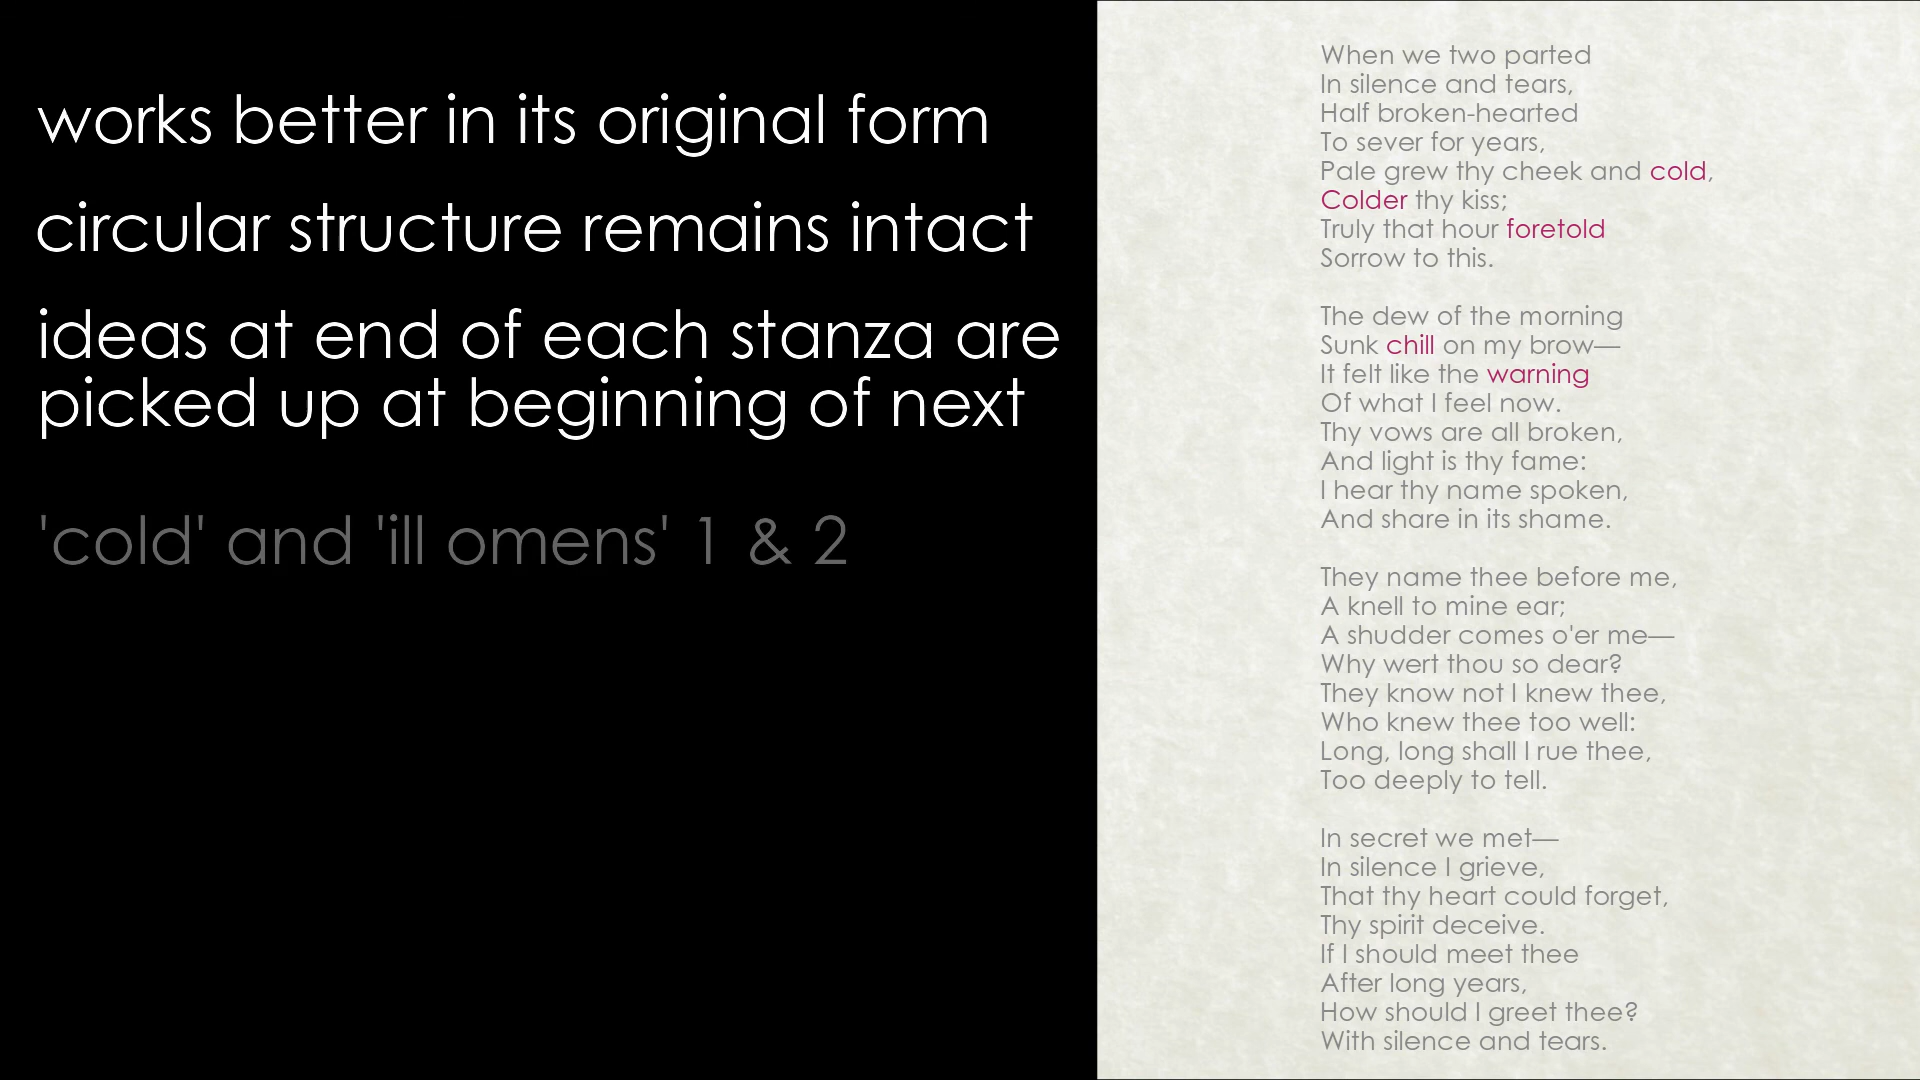 works better in its original form
circular structure remains intact
ideas at end of each stanza are
picked up at beginning of next
'cold' and 'ill omens' 1 & 2
When we two parted
In silence and tears,
Half broken-hearted
To sever for years,
Pale grew thy cheek and cold,
Colder thy kiss;
Truly that hour foretold
Sorrow to this.
The dew of the morning
Sunk chill on my brow—
It felt like the warning
Of what I feel now.
Thy vows are all broken,
And light is thy fame:
I hear thy name spoken,
And share in its shame.
They name thee before me,
A knell to mine ear;
A shudder comes o'er me—
Why wert thou so dear?
They know not I knew thee,
Who knew thee too well:
Long, long shall I rue thee,
Too deeply to tell.
In secret we met—
In silence I grieve,
That thy heart could forget,
Thy spirit deceive.
If I should meet thee
After long years,
How should I greet thee?
With silence and tears.